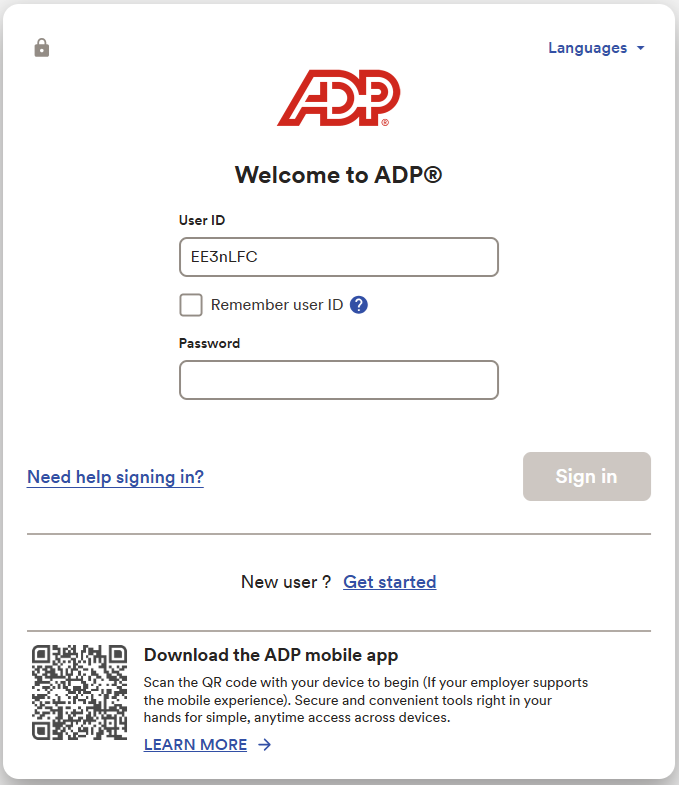 Languages
ADP®
Welcome to ADP®
User ID
EE3nLFC
Remember user ID ?
Password
Need help signing in?
Sign in
New user ? Get started
Download the ADP mobile app
Scan the QR code with your device to begin (If your employer supports
the mobile experience). Secure and convenient tools right in your
hands for simple, anytime access across devices.
LEARN MORE →